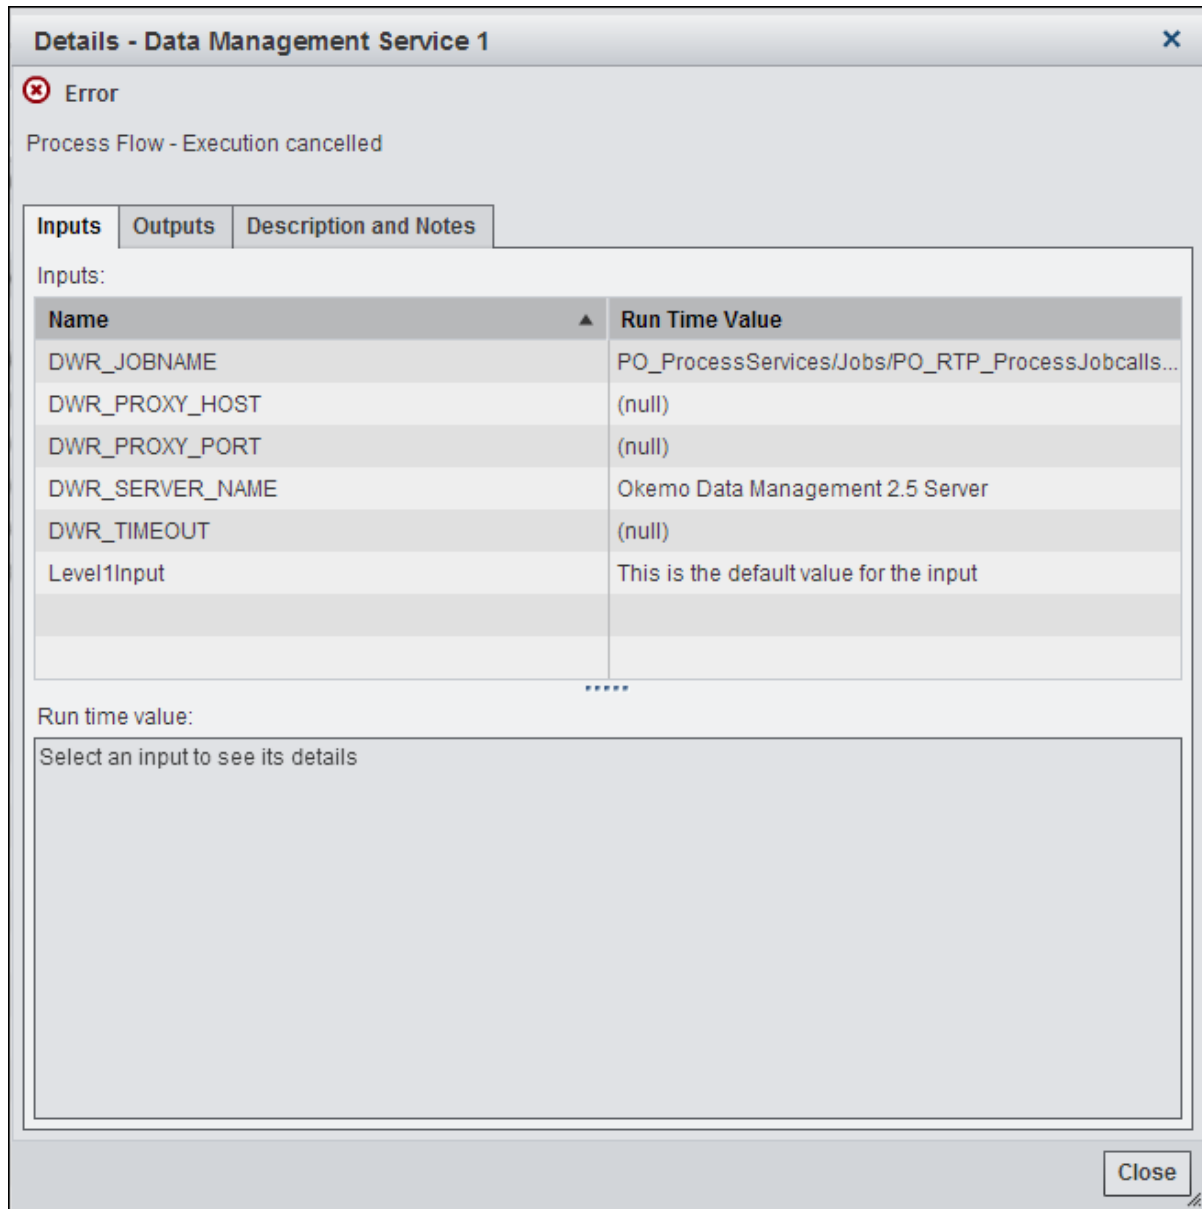 Details - Data Management Service 1
Error
Process Flow - Execution cancelled
Inputs Outputs Description and Notes
Inputs:
Name Run Time Value
DWR_JOBNAME PO_ProcessServices/Jobs/PO_RTP_ProcessJobcalls...
DWR_PROXY_HOST (null)
DWR_PROXY_PORT (null)
DWR_SERVER_NAME Okemo Data Management 2.5 Server
DWR_TIMEOUT (null)
Level1Input This is the default value for the input
Run time value:
Select an input to see its details
Close